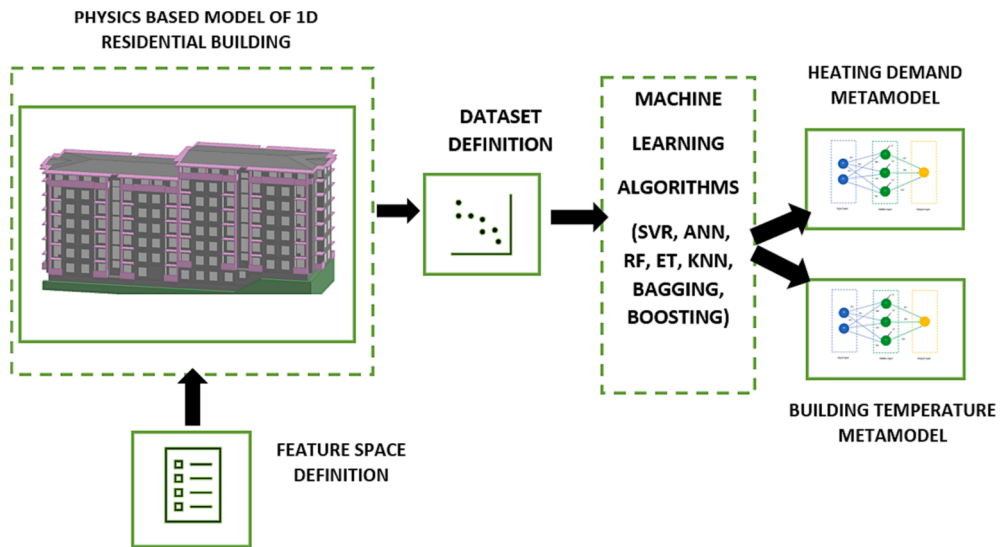 PHYSICS BASED MODEL OF 1D
RESIDENTIAL BUILDING
FEATURE SPACE
DEFINITION
DATASET
DEFINITION
MACHINE
LEARNING
ALGORITHMS
(SVR, ANN,
RF, ET, KNN,
BAGGING,
BOOSTING)
HEATING DEMAND
METAMODEL
BUILDING TEMPERATURE
METAMODEL